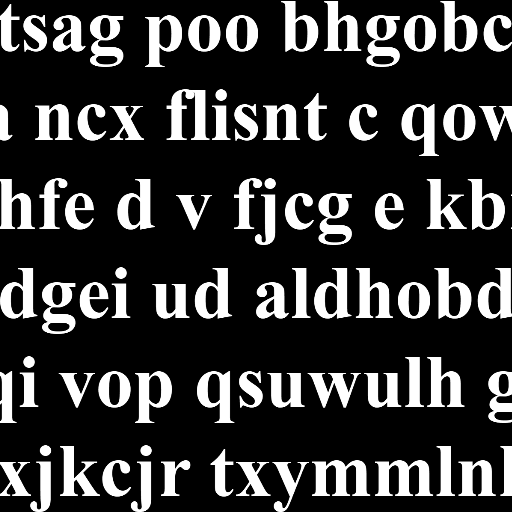 tsag poo bhgobc
ncx flisnt c qow
hfe d v fjcg e kb
dgei ud aldhobd
qi vop qsuwulh g
xjkcjr txymmlnl